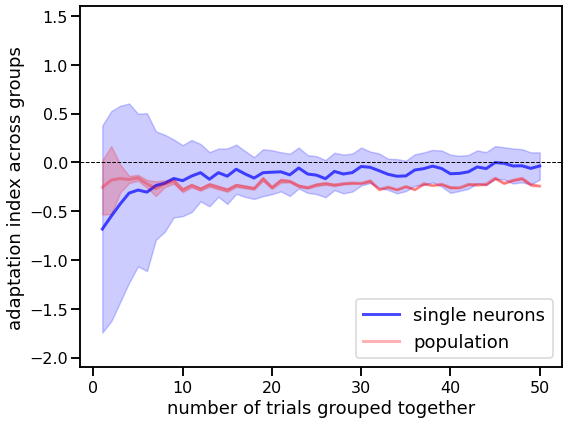 adaptation index across groups
1.5
1.0
0.5
0.0
−0.5
−1.0
−1.5
−2.0
single neurons
population
0 10 20 30 40 50
number of trials grouped together